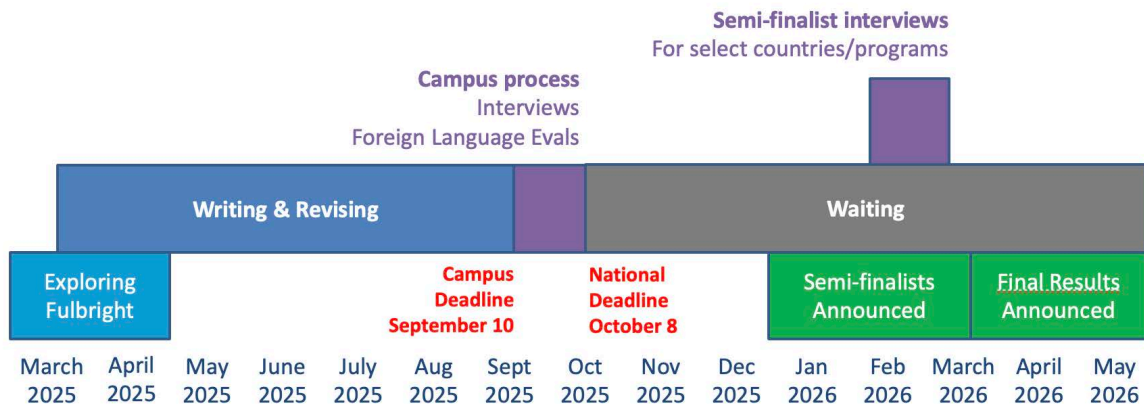 Semi-finalist interviews
For select countries/programs
Campus process
Interviews
Foreign Language Evals
Writing & Revising
Waiting
Exploring
Fulbright
Campus
Deadline
September 10
National
Deadline
October 8
Semi-finalists
Announced
Final Results
Announced
March
2025
April
2025
May
2025
June
2025
July
2025
Aug
2025
Sept
2025
Oct
2025
Nov
2025
Dec
2025
Jan
2026
Feb
2026
March
2026
April
2026
May
2026